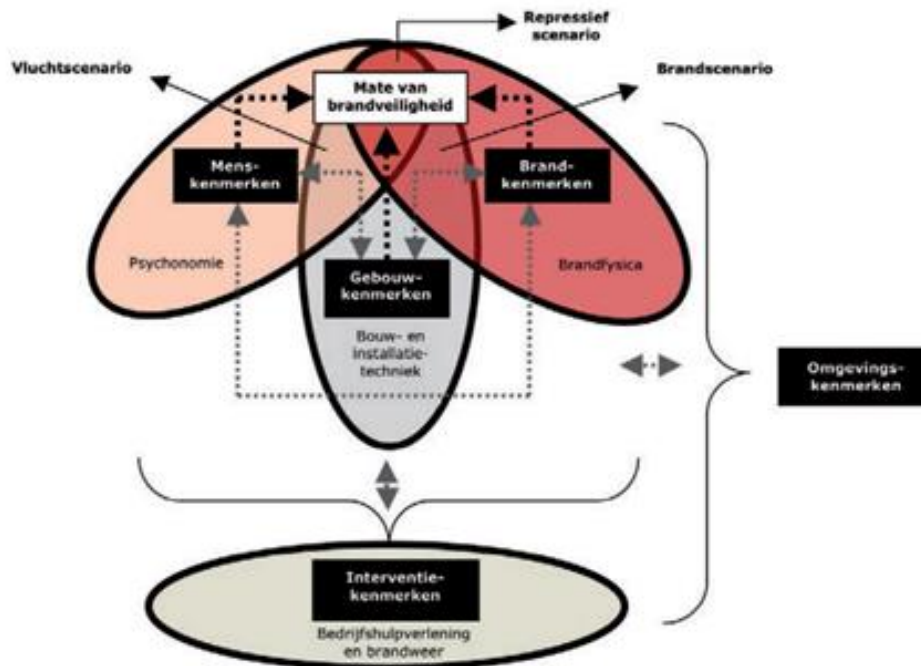 Repressief
scenario
Vluchtscenario
Brandscenario
Mate van
brandveiligheid
Mens-
kenmerken
Brand-
kenmerken
Psychonomie
Gebouw-
kenmerken
Brandfysica
Bouw- en
installatie-
techniek
Omgevings-
kenmerken
Interventie-
kenmerken
Bedrijfshulpverlening
en brandweer